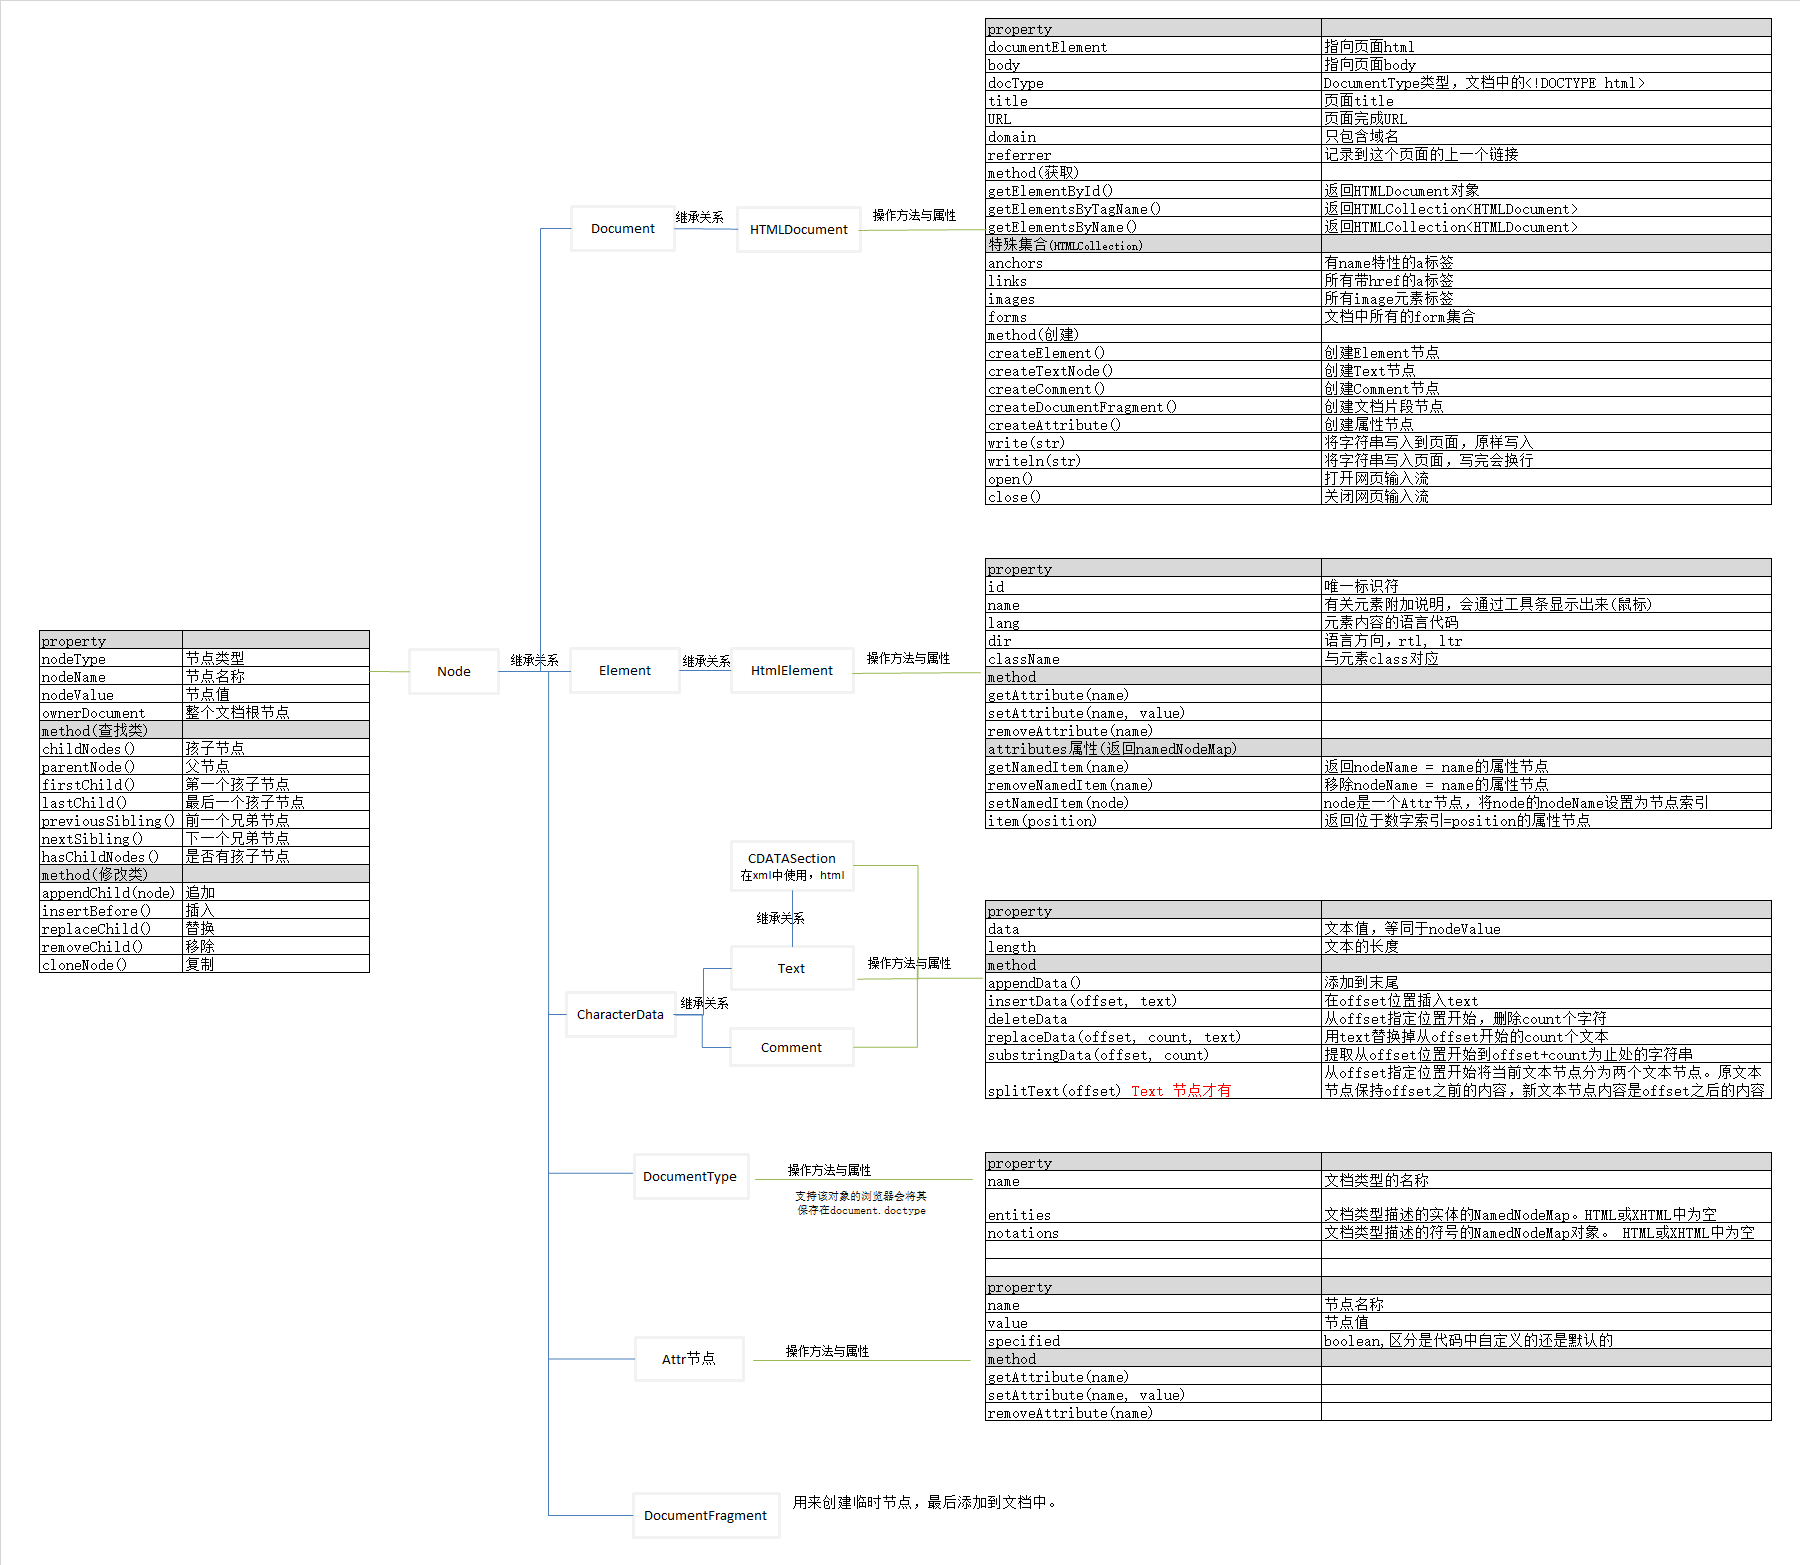 property
documentElement 指向页面html
body 指向页面body
docType DocumentType类型，文档中的<!DOCTYPE html>
title 页面title
URL 页面完成URL
domain 只包含域名
referrer 记录到这个页面的上一个链接
method(获取)
getElementById() 返回HTMLDocument对象
getElementsByTagName() 返回HTMLCollection<HTMLDocument>
getElementsByName() 返回HTMLCollection<HTMLDocument>
特殊集合(HTMLCollection)
anchors 有name特性的a标签
links 所有带href的a标签
images 所有image元素标签
forms 文档中所有的form集合
method(创建)
createElement() 创建Element节点
createTextNode() 创建Text节点
createComment() 创建Comment节点
createDocumentFragment() 创建文档片段节点
createAttribute() 创建属性节点
write(str) 将字符串写入到页面，原样写入
writeln(str) 将字符串写入页面，写完会换行
open() 打开网页输入流
close() 关闭网页输入流
Document
继承关系
HTMLDocument
操作方法与属性
property
nodeType 节点类型
nodeName 节点名称
nodeValue 节点值
ownerDocument 整个文档根节点
method(查找类)
childNodes() 孩子节点
parentNode() 父节点
firstChild() 第一个孩子节点
lastChild() 最后一个孩子节点
previousSibling() 前一个兄弟节点
nextSibling() 下一个兄弟节点
hasChildNodes() 是否有孩子节点
method(修改类)
appendChild(node) 追加
insertBefore() 插入
replaceChild() 替换
removeChild() 移除
cloneNode() 复制
Node
继承关系
Element
继承关系
HtmlElement
操作方法与属性
property
id 唯一标识符
name 有关元素附加说明，会通过工具条显示出来(鼠标)
lang 元素内容的语言代码
dir 语言方向，rtl, ltr
className 与元素class对应
method
getAttribute(name)
setAttribute(name, value)
removeAttribute(name)
attributes属性(返回namedNodeMap)
getNamedItem(name) 返回nodeName = name的属性节点
removeNamedItem(name) 移除nodeName = name的属性节点
setNamedItem(node) node是一个Attr节点，将node的nodeName设置为节点索引
item(position) 返回位于数字索引=position的属性节点
CDATASection
在xml中使用，html
继承关系
Text
操作方法与属性
CharacterData
继承关系
Comment
property
data 文本值，等同于nodeValue
length 文本的长度
method
appendData() 添加到末尾
insertData(offset, text) 在offset位置插入text
deleteData 从offset指定位置开始，删除count个字符
replaceData(offset, count, text) 用text替换掉从offset开始的count个文本
substringData(offset, count) 提取从offset位置开始到offset+count为止处的字符串
从offset指定位置开始将当前文本节点分为两个文本节点。原文本
splitText(offset) Text 节点才有 节点保持offset之前的内容，新文本节点内容是offset之后的内容
DocumentType
操作方法与属性
支持该对象的浏览器会将其
保存在document.doctype
property
name 文档类型的名称
entities 文档类型描述的实体的NamedNodeMap。HTML或XHTML中为空
notations 文档类型描述的符号的NamedNodeMap对象。 HTML或XHTML中为空
Attr节点
操作方法与属性
property
name 节点名称
value 节点值
specified boolean,区分是代码中自定义的还是默认的
method
getAttribute(name)
setAttribute(name, value)
removeAttribute(name)
DocumentFragment
用来创建临时节点，最后添加到文档中。